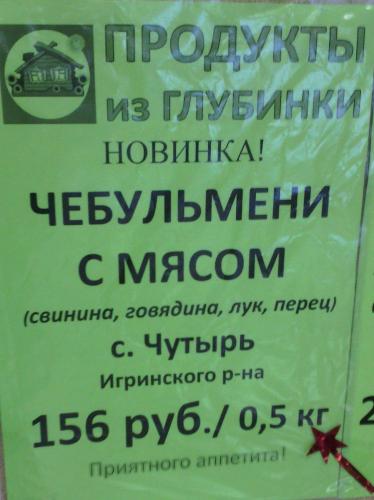 ПРОДУКТЫ
из ГЛУБИНКИ
НОВИНКА!
ЧЕБУЛЬМЕНИ
С МЯСОМ
(свинина, говядина, лук, перец)
с. Чутырь
Игринского р-на
156 руб./ 0,5 кг
Приятного аппетита!
2